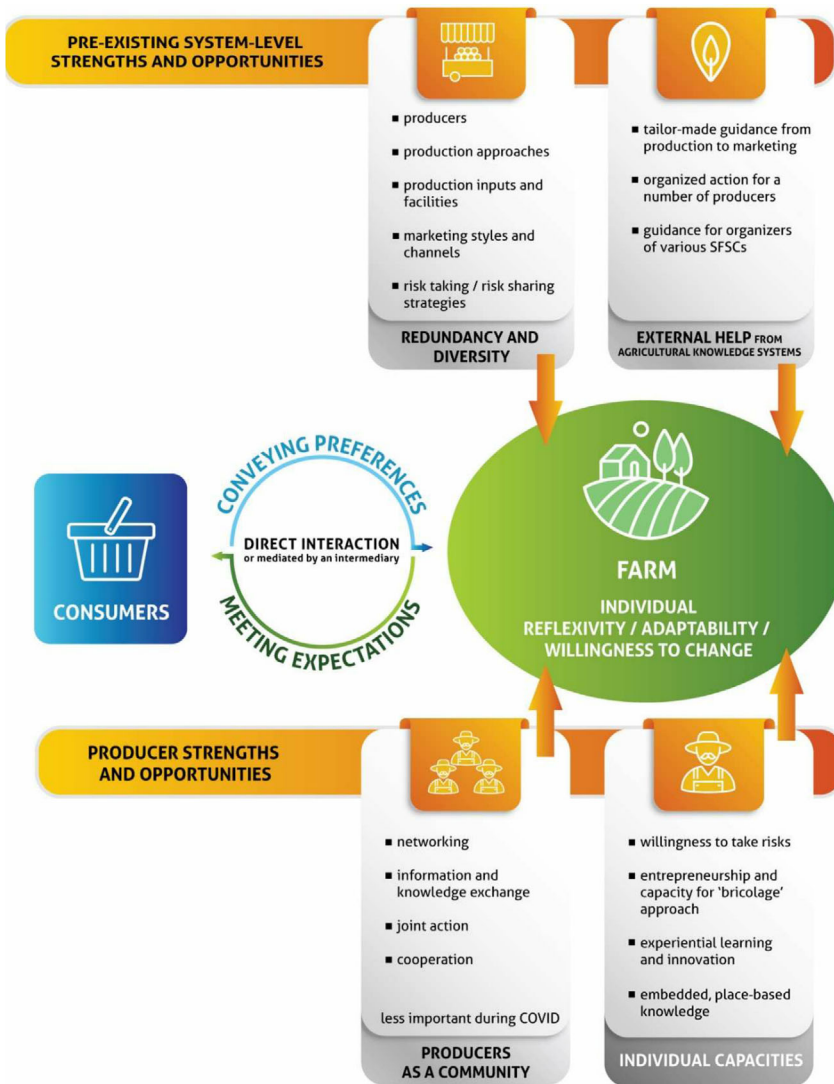 PRE-EXISTING SYSTEM-LEVEL
STRENGTHS AND OPPORTUNITIES
▪ producers
▪ production approaches
▪ production inputs and
facilities
▪ marketing styles and
channels
▪ risk taking / risk sharing
strategies
REDUNDANCY AND
DIVERSITY
▪ tailor-made guidance from
production to marketing
▪ organized action for a
number of producers
▪ guidance for organizers
of various SFSCs
EXTERNAL HELP FROM
AGRICULTURAL KNOWLEDGE SYSTEMS
CONSUMERS
CONVEYING PREFERENCES
DIRECT INTERACTION
or mediated by an intermediary
MEETING EXPECTATIONS
FARM
INDIVIDUAL
REFLEXIVITY / ADAPTABILITY /
WILLINGNESS TO CHANGE
PRODUCER STRENGTHS
AND OPPORTUNITIES
▪ networking
▪ information and
knowledge exchange
▪ joint action
▪ cooperation
less important during COVID
PRODUCERS
AS A COMMUNITY
▪ willingness to take risks
▪ entrepreneurship and
capacity for ‘bricolage’
approach
▪ experiential learning
and innovation
▪ embedded, place-based
knowledge
INDIVIDUAL CAPACITIES